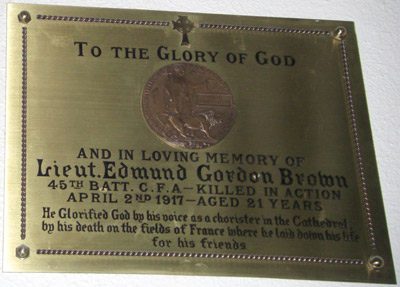 TO THE GLORY OF GOD
AND IN LOVING MEMORY OF
Lieut. Edmund Gordon Brown
45TH BATT. C.F.A – KILLED IN ACTION
APRIL 2ND 1917 – AGED 21 YEARS
He Glorified God by his voice as a chorister in the Cathedral
by his death on the fields of France where he laid down his life
for his friends